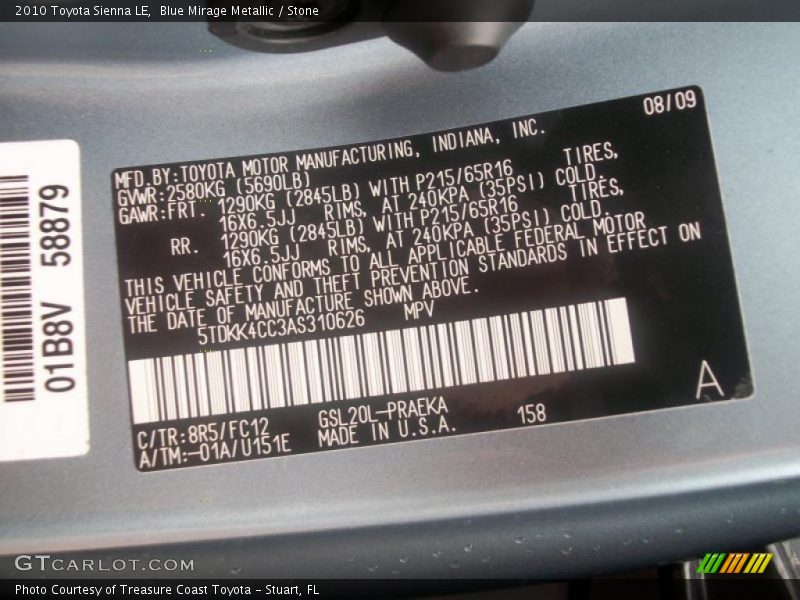 2010 Toyota Sienna LE,  Blue Mirage Metallic / Stone
08/09
MFD.BY:TOYOTA MOTOR MANUFACTURING, INDIANA, INC.
GVWR:2580KG (5690LB)
GAWR:FRT. 1290KG (2845LB) WITH P215/65R16 TIRES,
16X6.5JJ RIMS, AT 240KPA (35PSI) COLD.
RR. 1290KG (2845LB) WITH P215/65R16 TIRES,
16X6.5JJ RIMS, AT 240KPA (35PSI) COLD.
THIS VEHICLE CONFORMS TO ALL APPLICABLE FEDERAL MOTOR
VEHICLE SAFETY AND THEFT PREVENTION STANDARDS IN EFFECT ON
THE DATE OF MANUFACTURE SHOWN ABOVE.
5TDKK4CC3AS310626 MPV
C/TR:8R5/FC12 GSL20L-PRAEKA 158
A/TM:-01A/U151E MADE IN U.S.A.
A
01B8V 58879
GTCARLOT.COM
Photo Courtesy of Treasure Coast Toyota - Stuart, FL